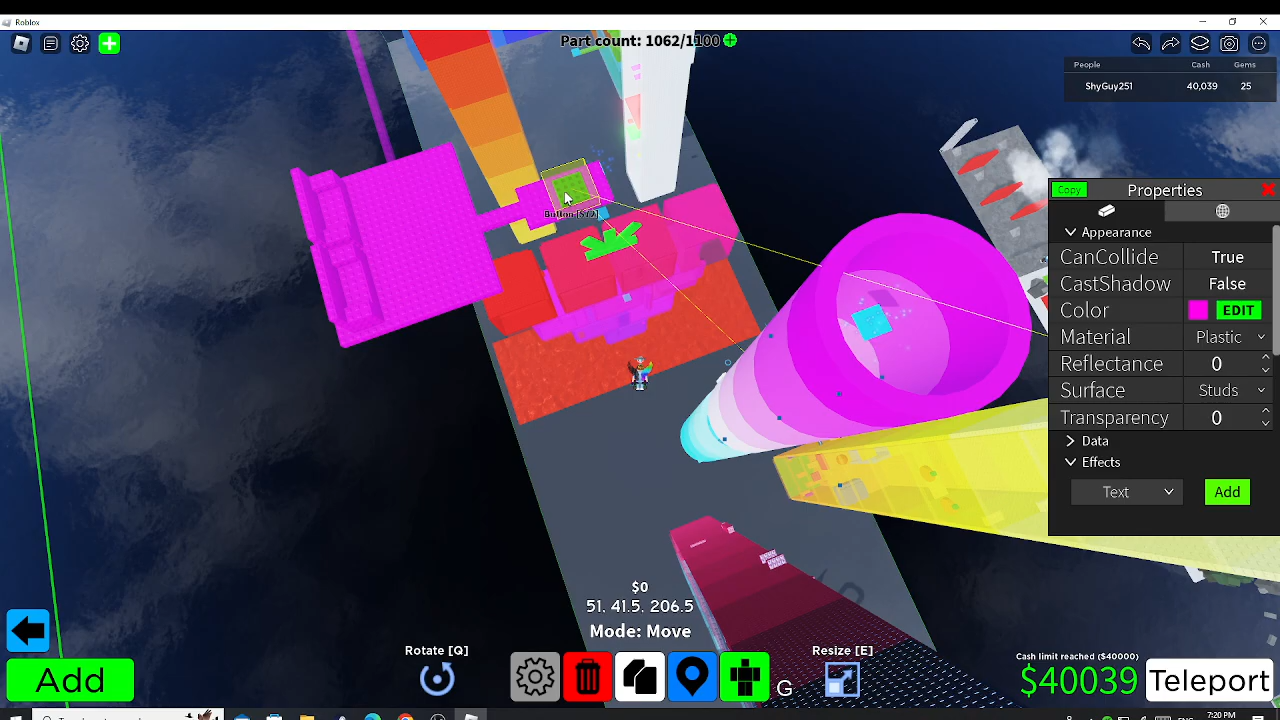 Roblox
Part count: 1062/1100
People Cash Gems
ShyGuy251 40,039 25
Copy Properties
Appearance
CanCollide True
CastShadow False
Color EDIT
Material Plastic
Reflectance 0
Surface Studs
Transparency 0
Data
Effects
Text Add
$0
51, 41.5, 206.5
Mode: Move
Rotate [Q]
Resize [E]
G
Add
Cash limit reached ($40000)
$40039
Teleport
7:20 PM